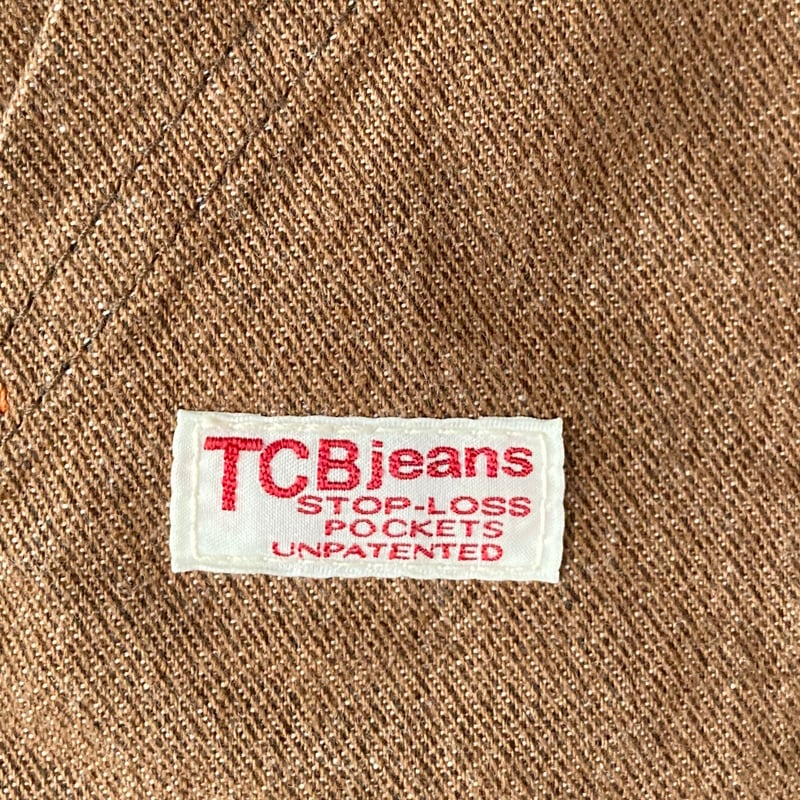 TCBjeans
STOP-LOSS
POCKETS
UNPATENTED